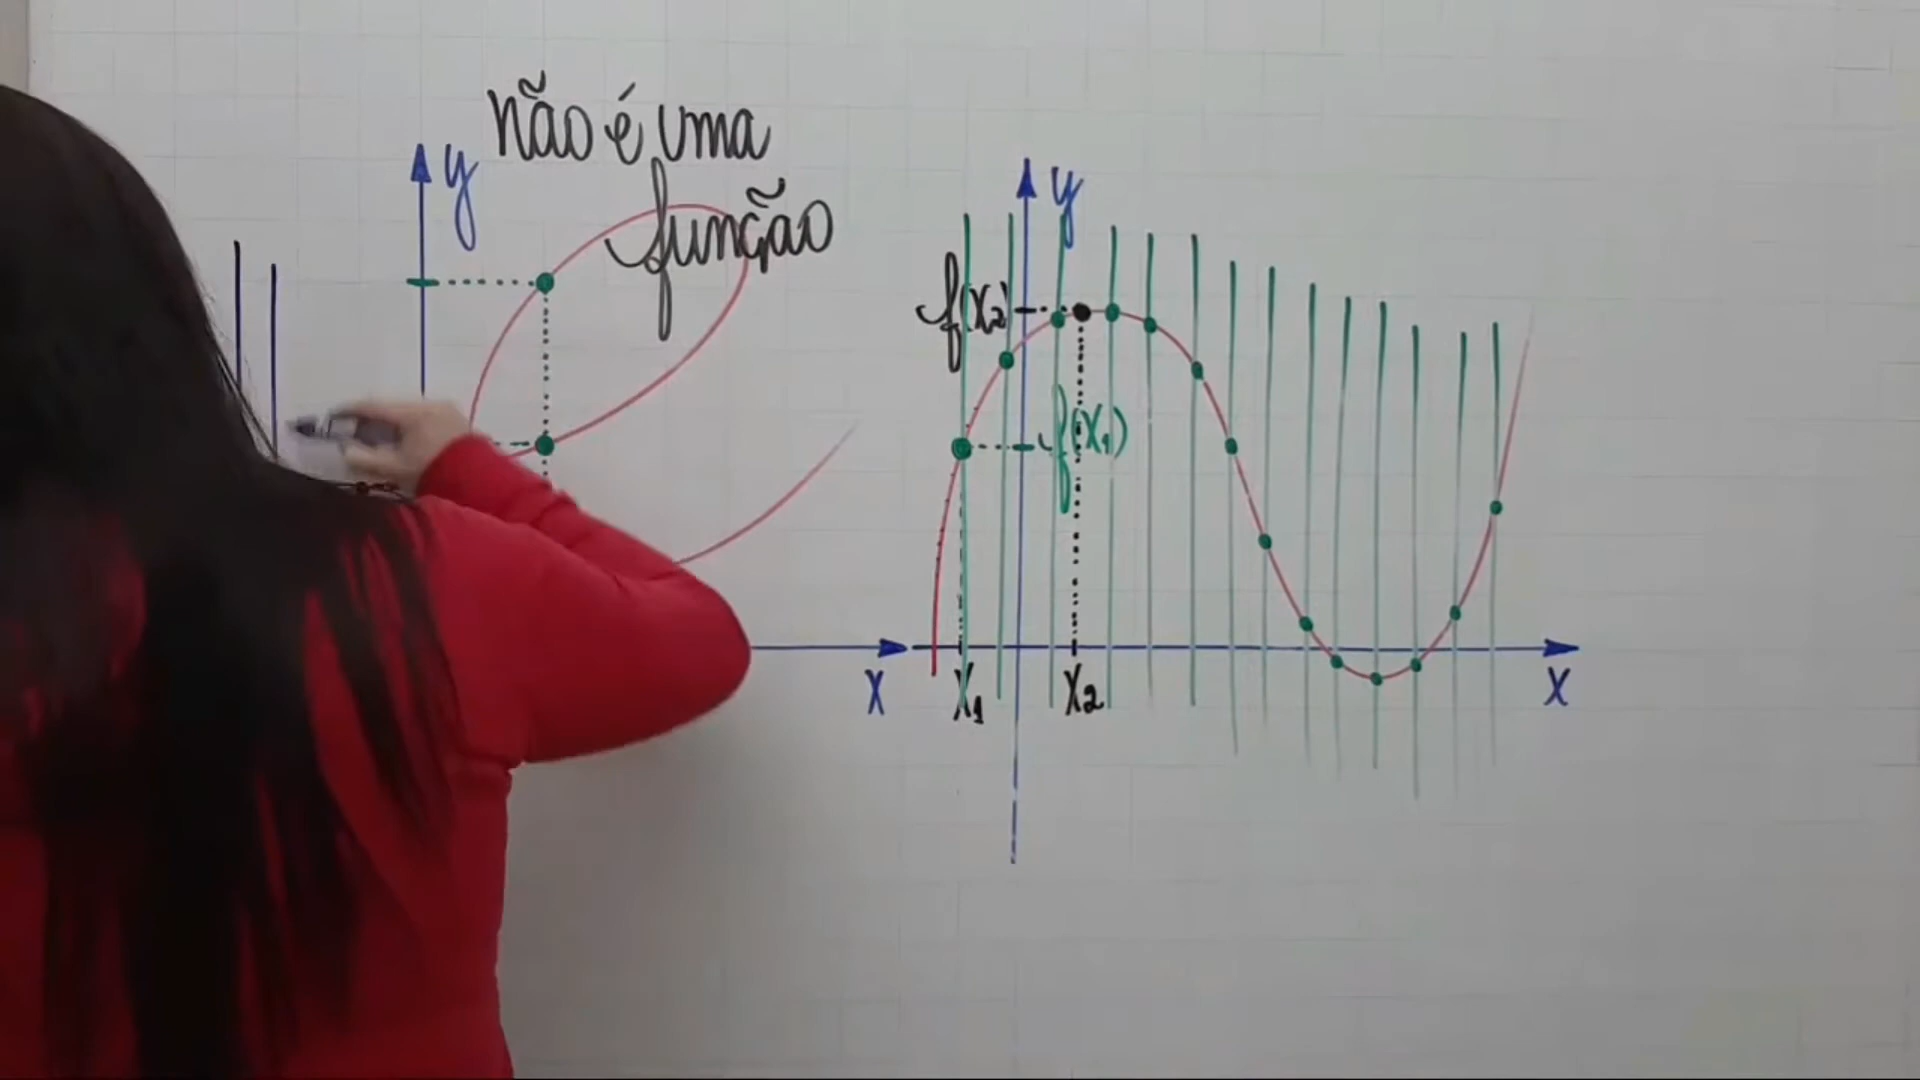 não é uma
função
y
x
y
f(x₂)
f(x₁)
x₁
x₂
x